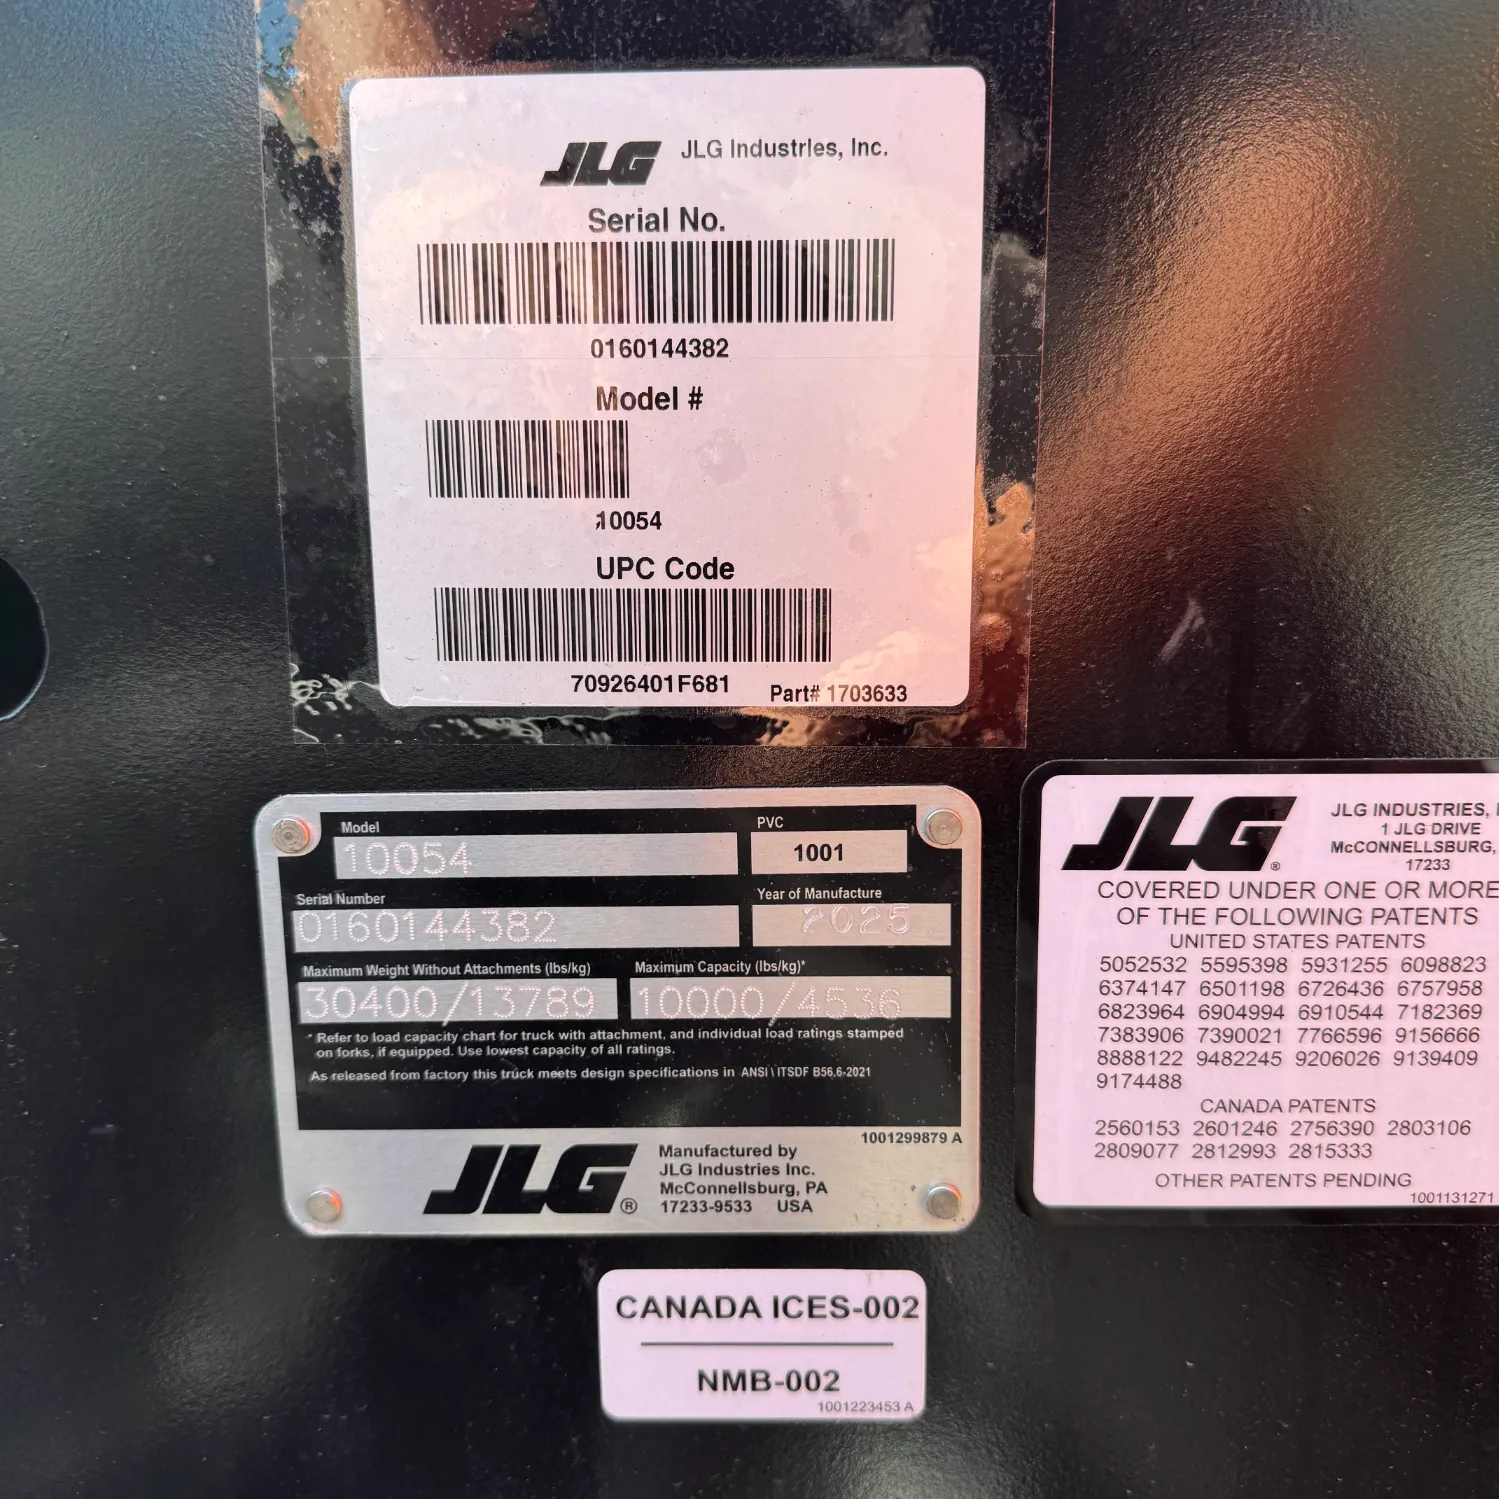 JLG JLG Industries, Inc.
Serial No.
0160144382
Model #
10054
UPC Code
70926401F681
Part# 1703633
Model
10054
PVC
1001
Serial Number
0160144382
Year of Manufacture
2025
Maximum Weight Without Attachments (lbs/kg)
30400/13789
Maximum Capacity (lbs/kg)*
10000/4536
* Refer to load capacity chart for truck with attachment, and individual load ratings stamped
on forks, if equipped. Use lowest capacity of all ratings.
As released from factory this truck meets design specifications in ANSI \ ITSDF B56.6-2021
1001299879 A
JLG®
Manufactured by
JLG Industries Inc.
McConnellsburg, PA
17233-9533 USA
JLG®
JLG INDUSTRIES,
1 JLG DRIVE
McCONNELLSBURG,
17233
COVERED UNDER ONE OR MORE
OF THE FOLLOWING PATENTS
UNITED STATES PATENTS
5052532 5595398 5931255 6098823
6374147 6501198 6726436 6757958
6823964 6904994 6910544 7182369
7383906 7390021 7766596 9156666
8888122 9482245 9206026 9139409
9174488
CANADA PATENTS
2560153 2601246 2756390 2803106
2809077 2812993 2815333
OTHER PATENTS PENDING
1001131271
CANADA ICES-002
NMB-002
1001223453 A